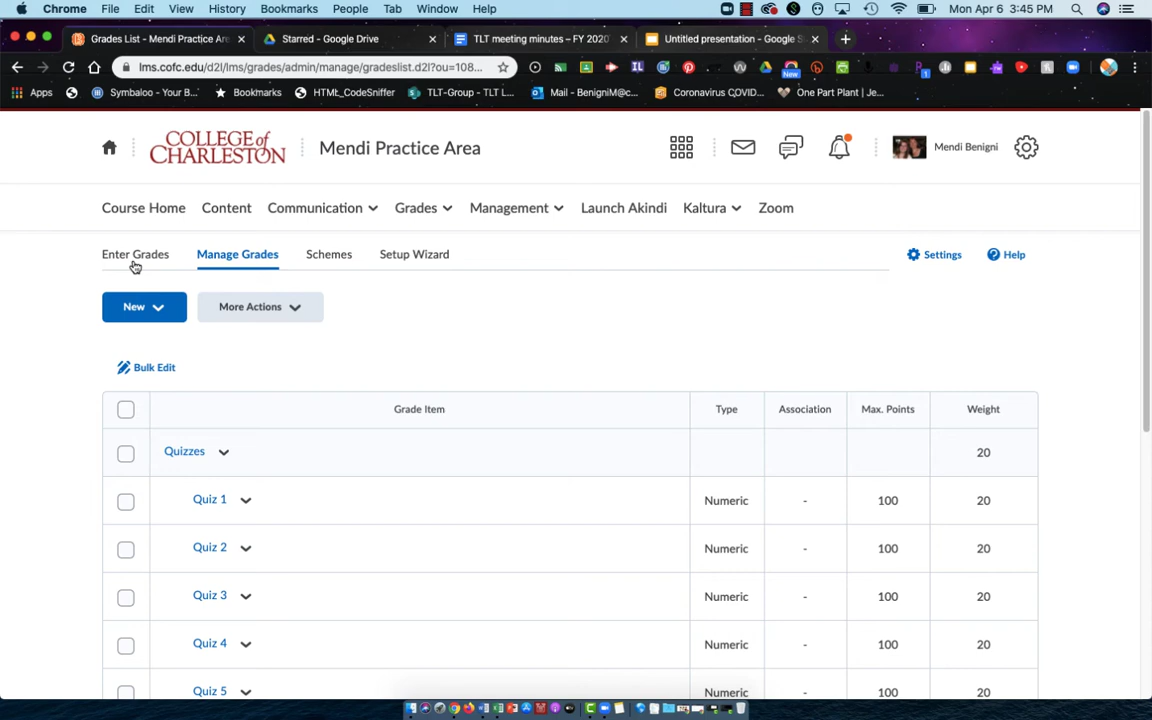 Chrome File Edit View History Bookmarks People Tab Window Help Mon Apr 6 3:45 PM
Grades List - Mendi Practice Are Starred - Google Drive TLT meeting minutes – FY 2020 Untitled presentation - Google S
lms.cofc.edu/d2l/lms/grades/admin/manage/gradeslist.d2l?ou=108... New
Apps Symbaloo - Your B... Bookmarks HTML_CodeSniffer TLT-Group - TLT L... Mail - BenigniM@c... Coronavirus COVID... One Part Plant | Je...
COLLEGE of CHARLESTON Mendi Practice Area Mendi Benigni
Course Home Content Communication Grades Management Launch Akindi Kaltura Zoom
Enter Grades Manage Grades Schemes Setup Wizard Settings Help
New More Actions
Bulk Edit
Grade Item Type Association Max. Points Weight
Quizzes 20
Quiz 1 Numeric - 100 20
Quiz 2 Numeric - 100 20
Quiz 3 Numeric - 100 20
Quiz 4 Numeric - 100 20
Quiz 5 Numeric - 100 20